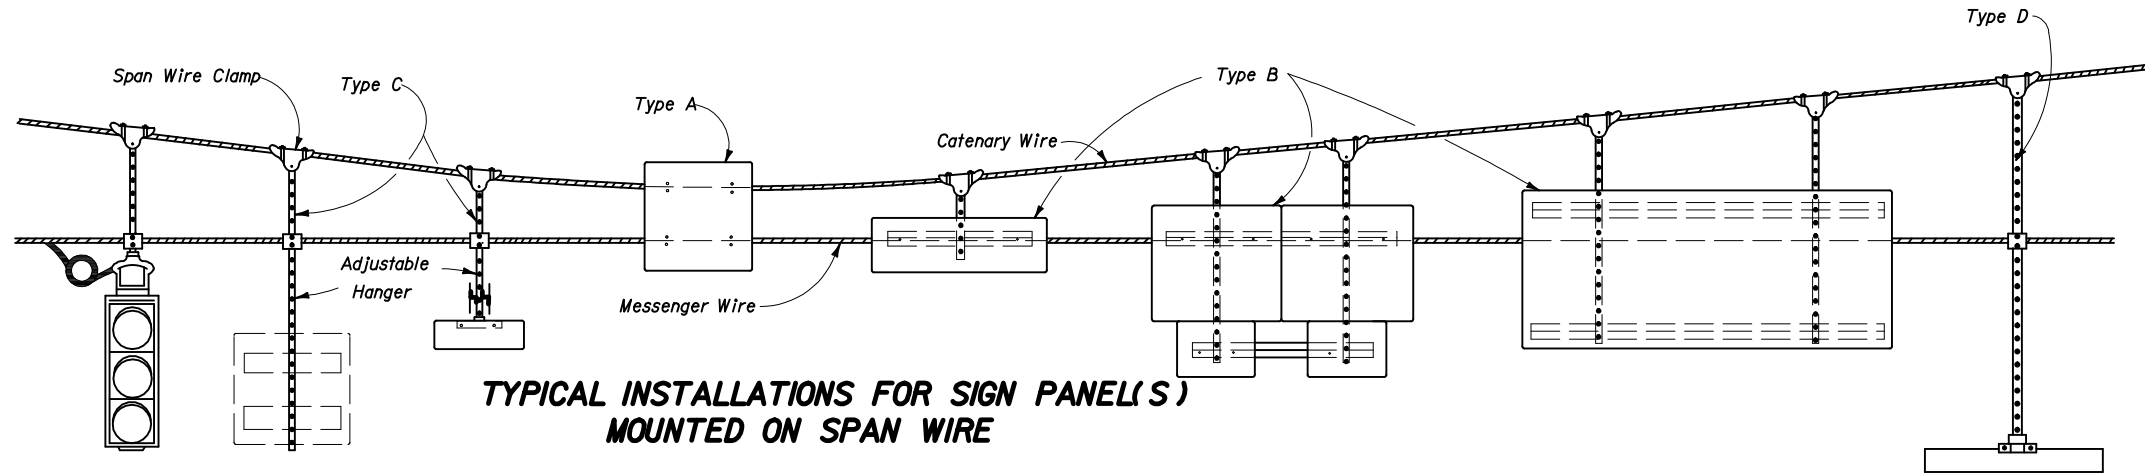 Type D
Span Wire Clamp
Type C
Type A
Type B
Catenary Wire
Adjustable
Hanger
Messenger Wire
TYPICAL INSTALLATIONS FOR SIGN PANEL(S)
MOUNTED ON SPAN WIRE